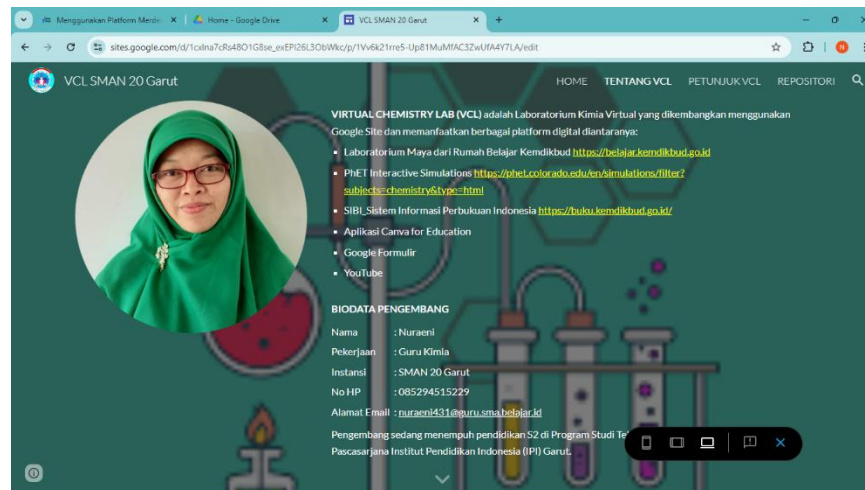 Menggunakan Platform Merde
Home - Google Drive
VCL SMAN 20 Garut
sites.google.com/d/1cxlna7cRs48O1G8se_exEPI26L3ObWkc/p/1Vv6k21rre5-Up81MuMfAC3ZwUfA4Y7LA/edit
VCL SMAN 20 Garut
HOME TENTANG VCL PETUNJUK VCL REPOSITORI
VIRTUAL CHEMISTRY LAB (VCL) adalah Laboratorium Kimia Virtual yang dikembangkan menggunakan
Google Site dan memanfaatkan berbagai platform digital diantaranya:
▪ Laboratorium Maya dari Rumah Belajar Kemdikbud https://belajar.kemdikbud.go.id
▪ PhET Interactive Simulations https://phet.colorado.edu/en/simulations/filter?
subjects=chemistry&type=html
▪ SIBI_Sistem Informasi Perbukuan Indonesia https://buku.kemdikbud.go.id/
▪ Aplikasi Canva for Education
▪ Google Formulir
▪ YouTube
BIODATA PENGEMBANG
Nama : Nuraeni
Pekerjaan : Guru Kimia
Instansi : SMAN 20 Garut
No HP : 085294515229
Alamat Email : nuraeni431@guru.sma.belajar.id
Pengembang sedang menempuh pendidikan S2 di Program Studi
Pascasarjana Institut Pendidikan Indonesia (IPI) Garut.